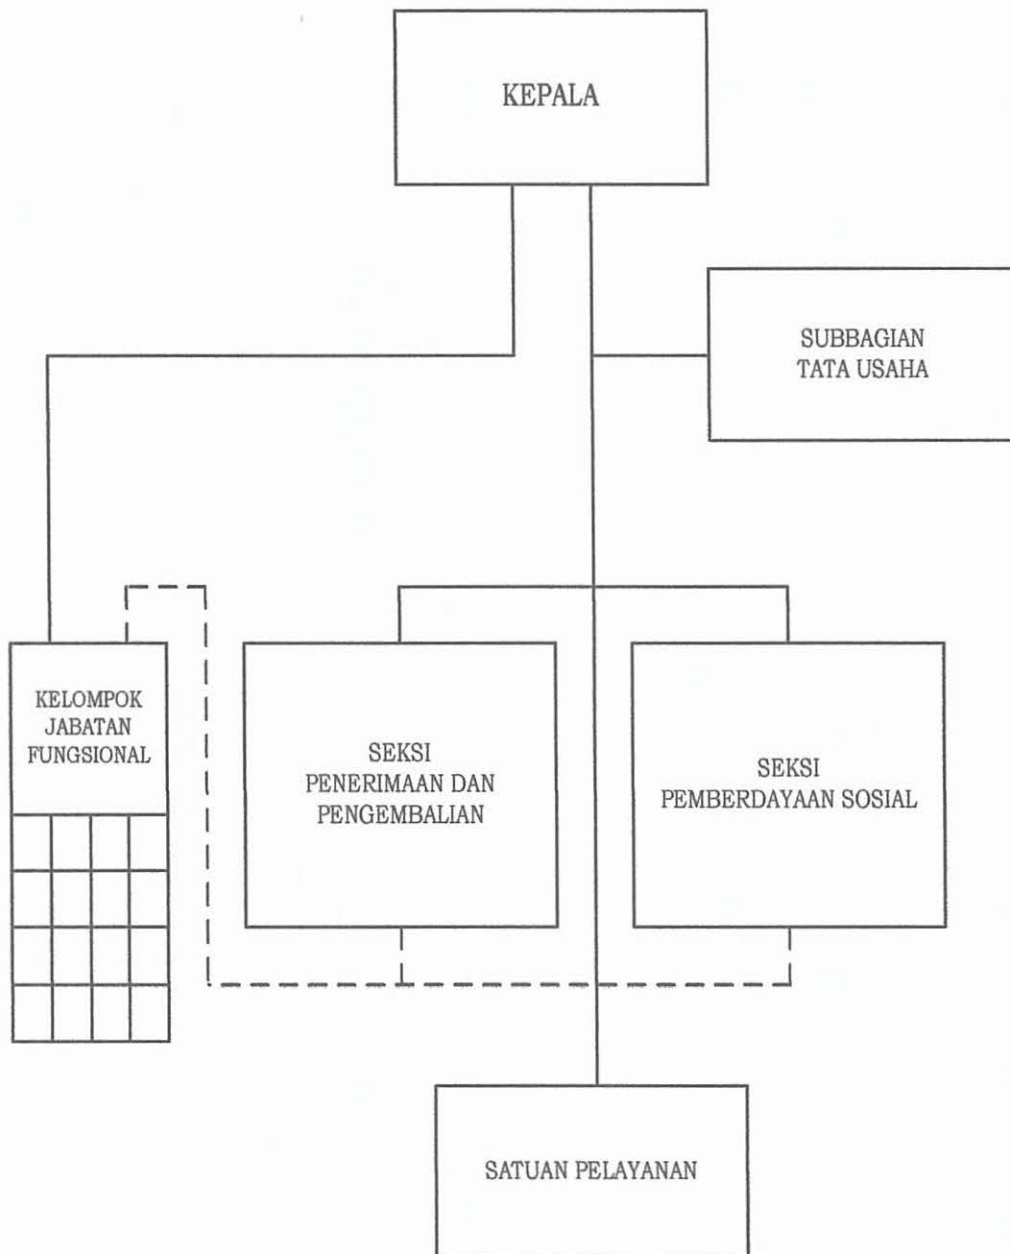 KEPALA
SUBBAGIAN
TATA USAHA
KELOMPOK
JABATAN
FUNGSIONAL
SEKSI
PENERIMAAN DAN
PENGEMBALIAN
SEKSI
PEMBERDAYAAN SOSIAL
SATUAN PELAYANAN